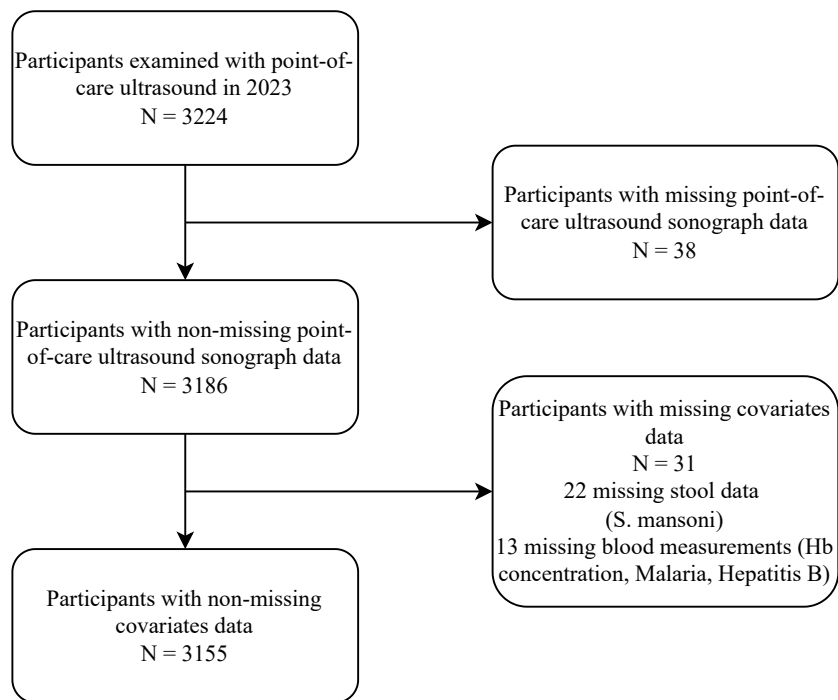 Participants examined with point-of-
care ultrasound in 2023
N = 3224
Participants with missing point-of-
care ultrasound sonograph data
N = 38
Participants with non-missing point-
of-care ultrasound sonograph data
N = 3186
Participants with missing covariates
data
N = 31
22 missing stool data
(S. mansoni)
13 missing blood measurements (Hb
concentration, Malaria, Hepatitis B)
Participants with non-missing
covariates data
N = 3155